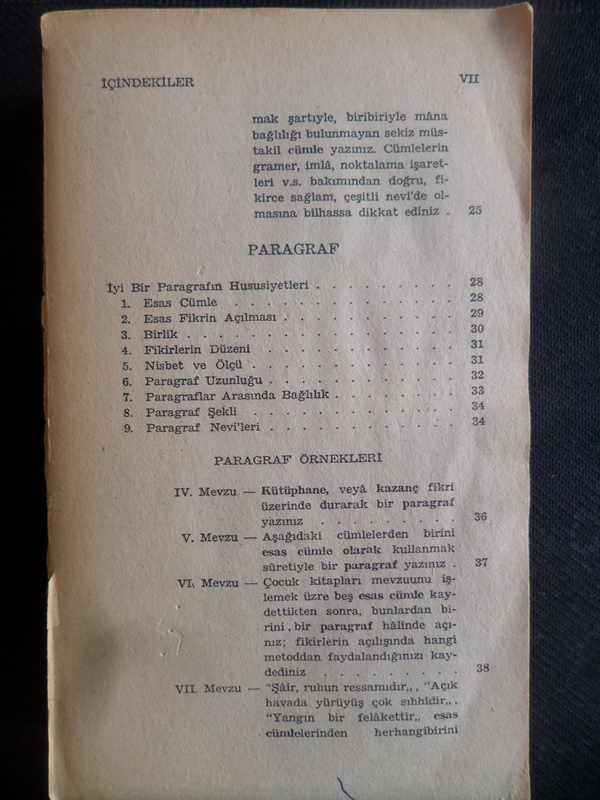 İÇİNDEKİLER VII
mak şartıyle, biribiriyle mâna
bağlılığı bulunmayan sekiz müs-
takil cümle yazınız. Cümlelerin
gramer, imlâ, noktalama işaret-
leri v.s. bakımından doğru, fi-
kirce sağlam, çeşitli nevi'de ol-
masına bilhassa dikkat ediniz . 25
PARAGRAF
İyi Bir Paragrafın Hususiyetleri . . . . . . . . . 28
1. Esas Cümle . . . . . . . . . . . . . 28
2. Esas Fikrin Açılması . . . . . . . . . . 29
3. Birlik . . . . . . . . . . . . . . . 30
4. Fikirlerin Düzeni . . . . . . . . . . . 31
5. Nisbet ve Ölçü . . . . . . . . . . . . 31
6. Paragraf Uzunluğu . . . . . . . . . . . 32
7. Paragraflar Arasında Bağlılık . . . . . . . 33
8. Paragraf Şekli . . . . . . . . . . . . 34
9. Paragraf Nevi'leri . . . . . . . . . . . 34
PARAGRAF ÖRNEKLERİ
IV. Mevzu — Kütüphane, veyâ kazanç fikri
üzerinde durarak bir paragraf
yazınız . . . . . . . . . 36
V. Mevzu — Aşağıdaki cümlelerden birini
esas cümle olarak kullanmak
sûretiyle bir paragraf yazınız . 37
VI. Mevzu — Çocuk kitapları mevzuunu iş-
lemek üzre beş esas cümle kay-
dettikten sonra, bunlardan bi-
rini, bir paragraf hâlinde açı-
nız; fikirlerin açılışında hangi
metoddan faydalandığınızı kay-
dediniz . . . . . . . . . 38
VII. Mevzu — "Şâir, ruhun ressamıdır,, , "Açık
havada yürüyüş çok sıhhidir,, ,
"Yangın bir felâkettir,, esas
cümlelerinden herhangibirini